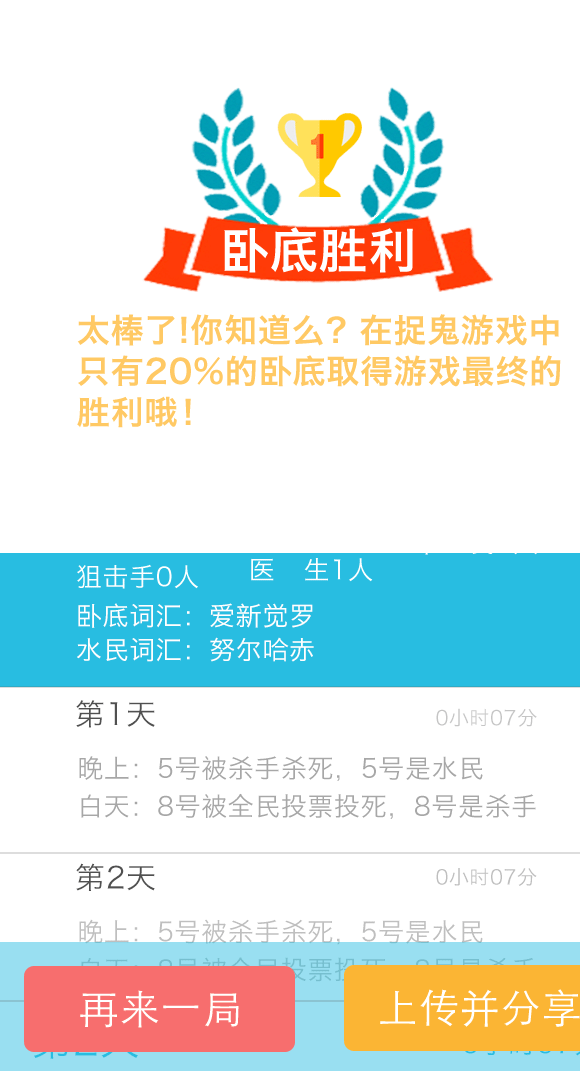 1
卧底胜利
太棒了!你知道么？在捉鬼游戏中
只有20%的卧底取得游戏最终的
胜利哦！
狙击手0人 医 生1人
卧底词汇：爱新觉罗
水民词汇：努尔哈赤
第1天 0小时07分
晚上：5号被杀手杀死，5号是水民
白天：8号被全民投票投死，8号是杀手
第2天 0小时07分
晚上：5号被杀手杀死，5号是水民
再来一局 上传并分享